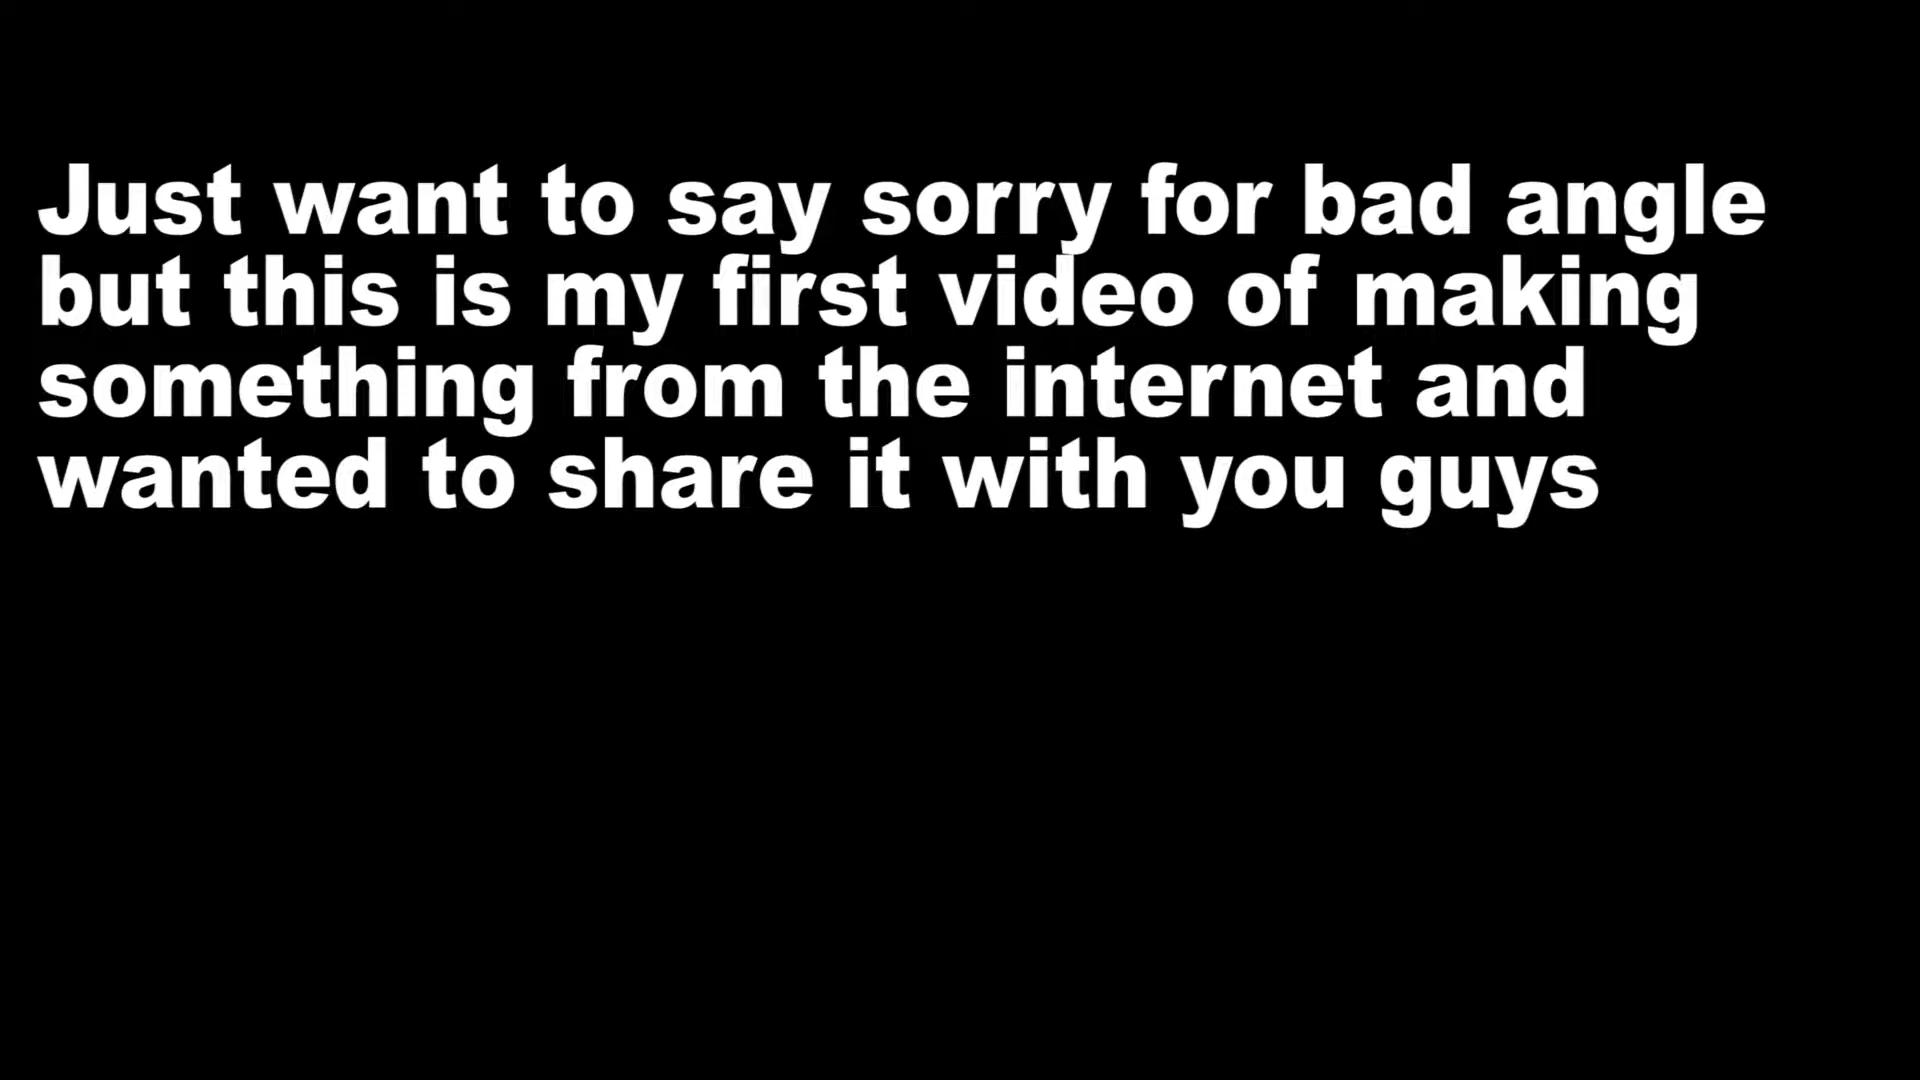 Just want to say sorry for bad angle
but this is my first video of making
something from the internet and
wanted to share it with you guys